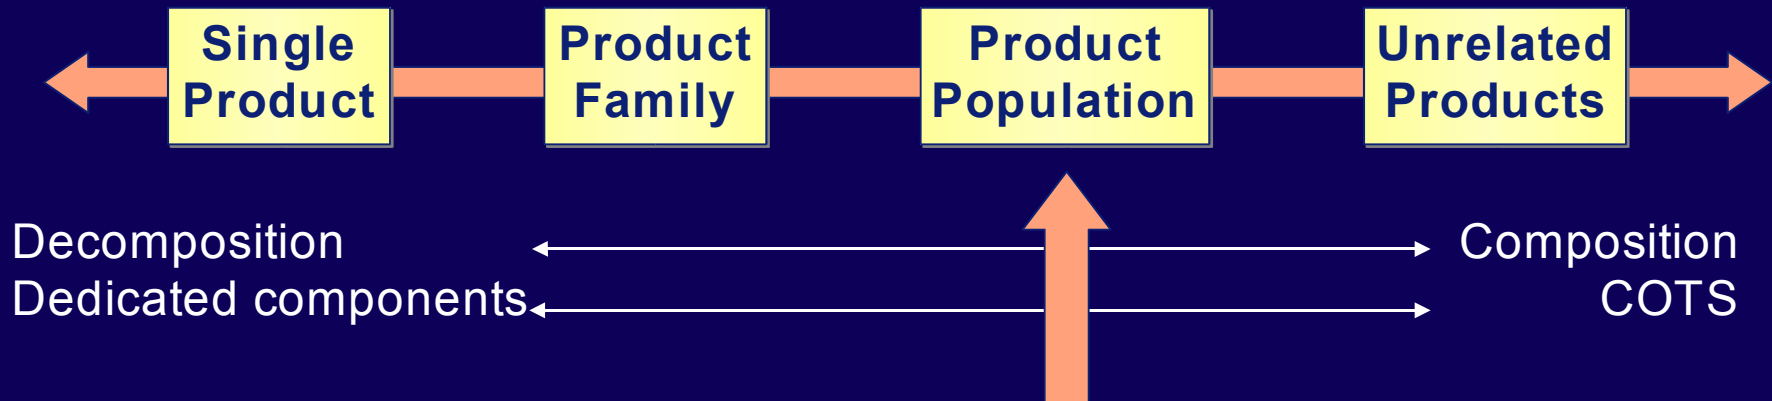 Single
Product
Product
Family
Product
Population
Unrelated
Products
Decomposition
Composition
Dedicated components
COTS